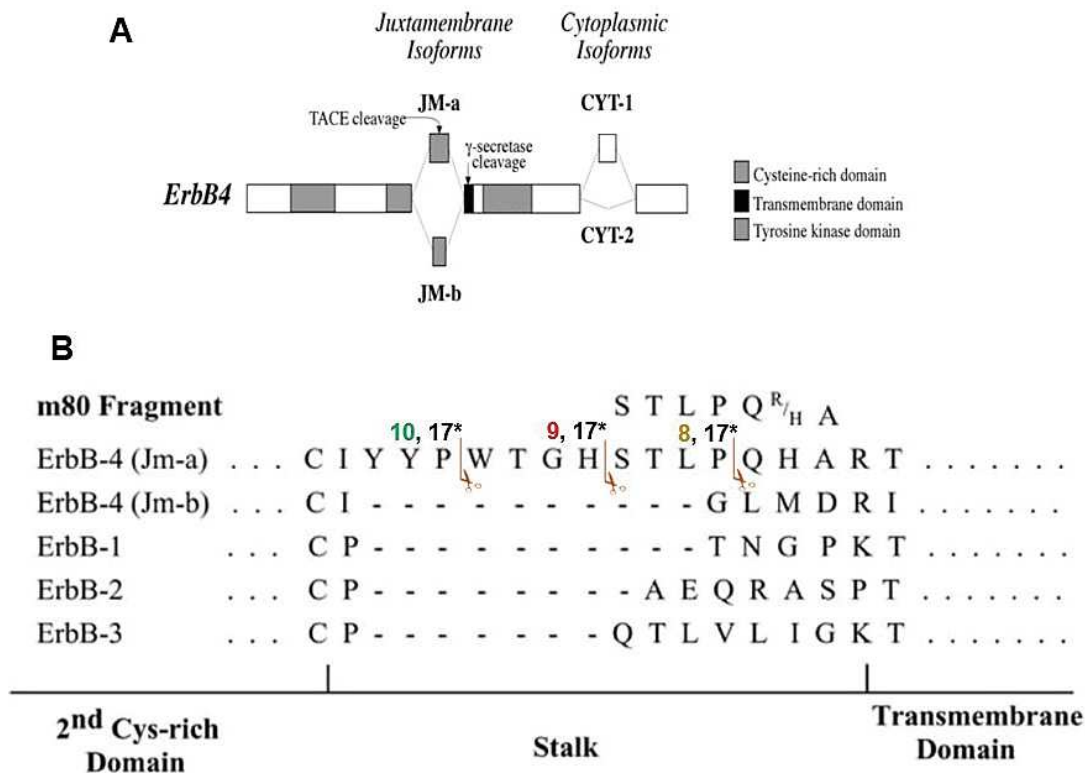 A
Juxtamembrane Isoforms
Cytoplasmic Isoforms
JM-a
CYT-1
TACE cleavage
γ-secretase cleavage
ErbB4
Cysteine-rich domain
Transmembrane domain
Tyrosine kinase domain
CYT-2
JM-b
B
m80 Fragment S T L P Q R/H A
10, 17* 9, 17* 8, 17*
ErbB-4 (Jm-a) . . . C I Y Y P W T G H S T L P Q H A R T . . . . . . .
ErbB-4 (Jm-b) . . . C I - - - - - - - - - - G L M D R I . . . . . . .
ErbB-1 . . . C P - - - - - - - - - - T N G P K T . . . . . . .
ErbB-2 . . . C P - - - - - - - - A E Q R A S P T . . . . . . .
ErbB-3 . . . C P - - - - - - - Q T L V L I G K T . . . . . . .
2nd Cys-rich Domain
Stalk
Transmembrane Domain